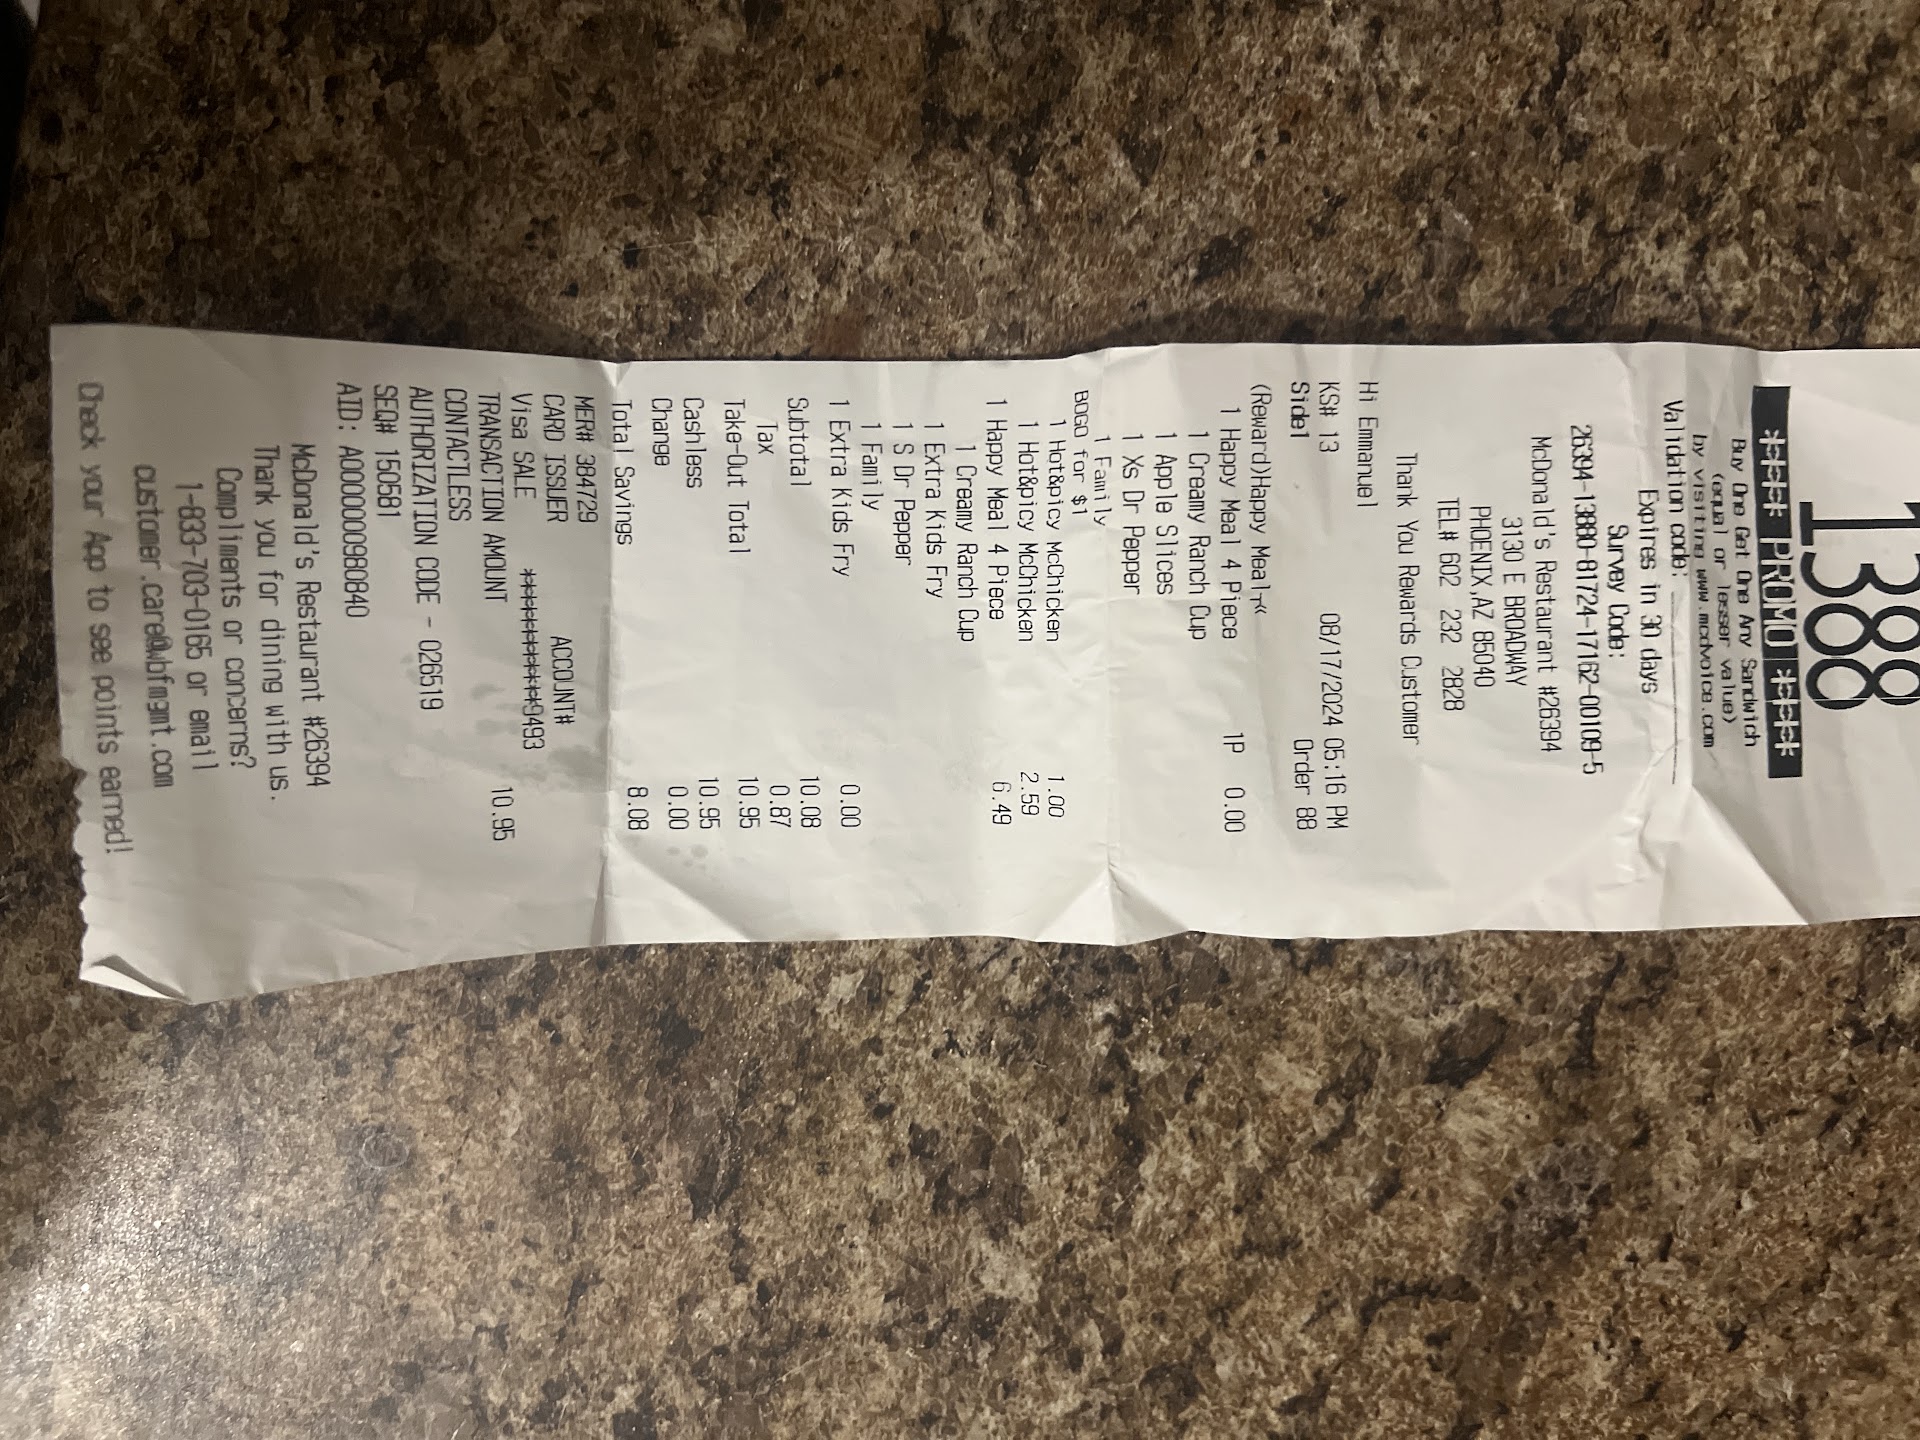 1388
1388
**** PROMO ****
Buy One Get One Any Sandwich
(equal or lesser value)
by visiting www.mcdvoice.com
Validation code: ________
Expires in 30 days
Survey Code:
26394-13880-81724-17162-00109-5
McDonald's Restaurant #26394
3130 E BROADWAY
PHOENIX,AZ 85040
TEL# 602 232 2828
Thank You Rewards Customer
Hi Emmanuel
KS# 13 08/17/2024 05:16 PM
Side1 Order 88
(Reward)Happy Meal
1 Happy Meal 4 Piece 1P 0.00
1 Creamy Ranch Cup
1 Apple Slices
1 Xs Dr Pepper
1 Family
BOGO for $1
1 Hot&picy McChicken 1.00
1 Hot&picy McChicken 2.59
1 Happy Meal 4 Piece 6.49
1 Creamy Ranch Cup
1 Extra Kids Fry
1 S Dr Pepper
1 Family
1 Extra Kids Fry 0.00
Subtotal 10.08
Tax 0.87
Take-Out Total 10.95
Cashless 10.95
Change 0.00
Total Savings 8.08
MER# 384729
CARD ISSUER ACCOUNT#
Visa SALE ************9493
TRANSACTION AMOUNT 10.95
CONTACTLESS
AUTHORIZATION CODE - 026519
SEQ# 150581
AID: A0000000980840
McDonald's Restaurant #26394
Thank you for dining with us.
Compliments or concerns?
1-833-703-0165 or email
customer.care@wbfmgmt.com
Check your App to see points earned!